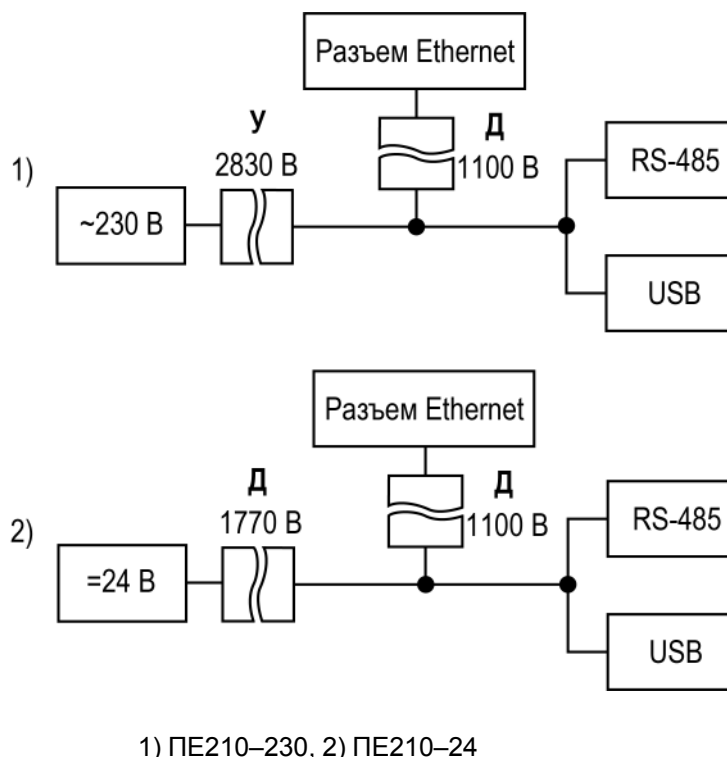 Разъем Ethernet
У
Д
2830 В
1100 В
RS-485
1)
~230 В
USB
Разъем Ethernet
Д
Д
1770 В
1100 В
RS-485
2)
=24 В
USB
1) ПЕ210–230, 2) ПЕ210–24